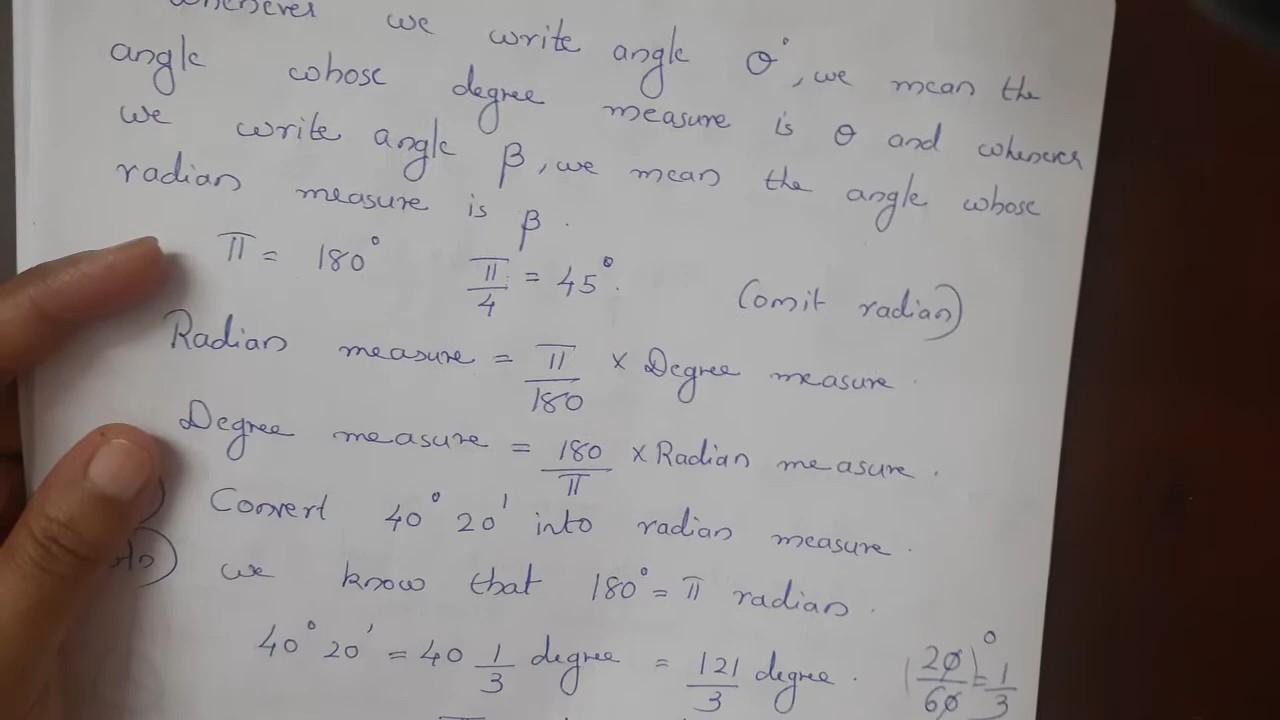 whenever we write angle θ°, we mean the
angle whose degree measure is θ and whenever
we write angle β, we mean the angle whose
radian measure is β.
π = 180° π/4 = 45°. (omit radian)
Radian measure = π/180 × Degree measure.
Degree measure = 180/π × Radian measure.
) Convert 40° 20' into radian measure.
) we know that 180° = π radian.
40° 20' = 40 1/3 degree = 121/3 degree. (20/60)° = 1/3